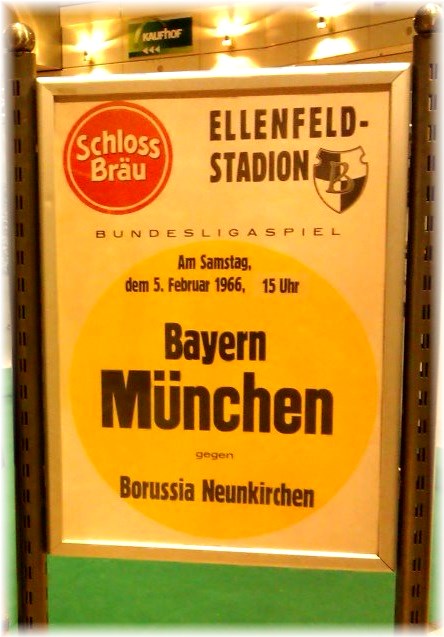 KAUFHOF
Schloss
Bräu
ELLENFELD-
STADION
B
BUNDESLIGASPIEL
Am Samstag,
dem 5. Februar 1966, 15 Uhr
Bayern
München
gegen
Borussia Neunkirchen